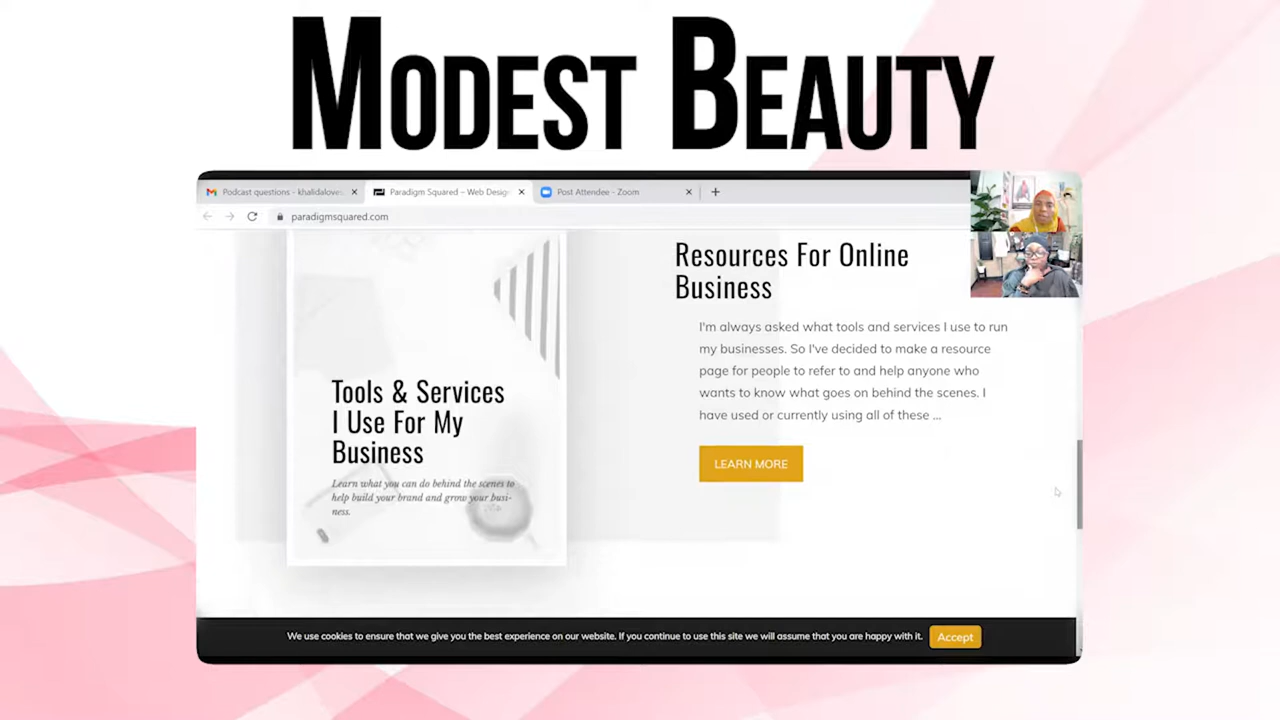 MODEST BEAUTY
Podcast questions - khalidalove
Paradigm Squared – Web Desig
Post Attendee - Zoom
paradigmsquared.com
Tools & Services
I Use For My
Business
Learn what you can do behind the scenes to
help build your brand and grow your busi-
ness.
Resources For Online
Business
I'm always asked what tools and services I use to run
my businesses. So I've decided to make a resource
page for people to refer to and help anyone who
wants to know what goes on behind the scenes. I
have used or currently using all of these ...
LEARN MORE
We use cookies to ensure that we give you the best experience on our website. If you continue to use this site we will assume that you are happy with it.
Accept